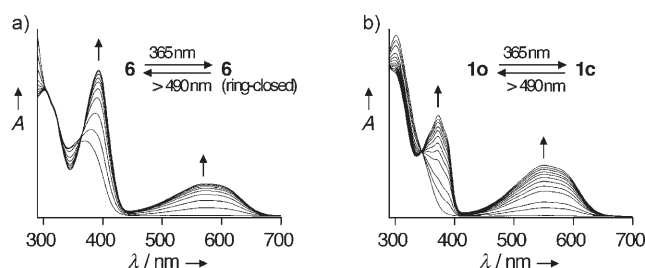 a)
365 nm
6 ⇌ 6
> 490 nm (ring-closed)
A
300 400 500 600 700
λ / nm →
b)
365 nm
1o ⇌ 1c
> 490 nm
A
300 400 500 600 700
λ / nm →